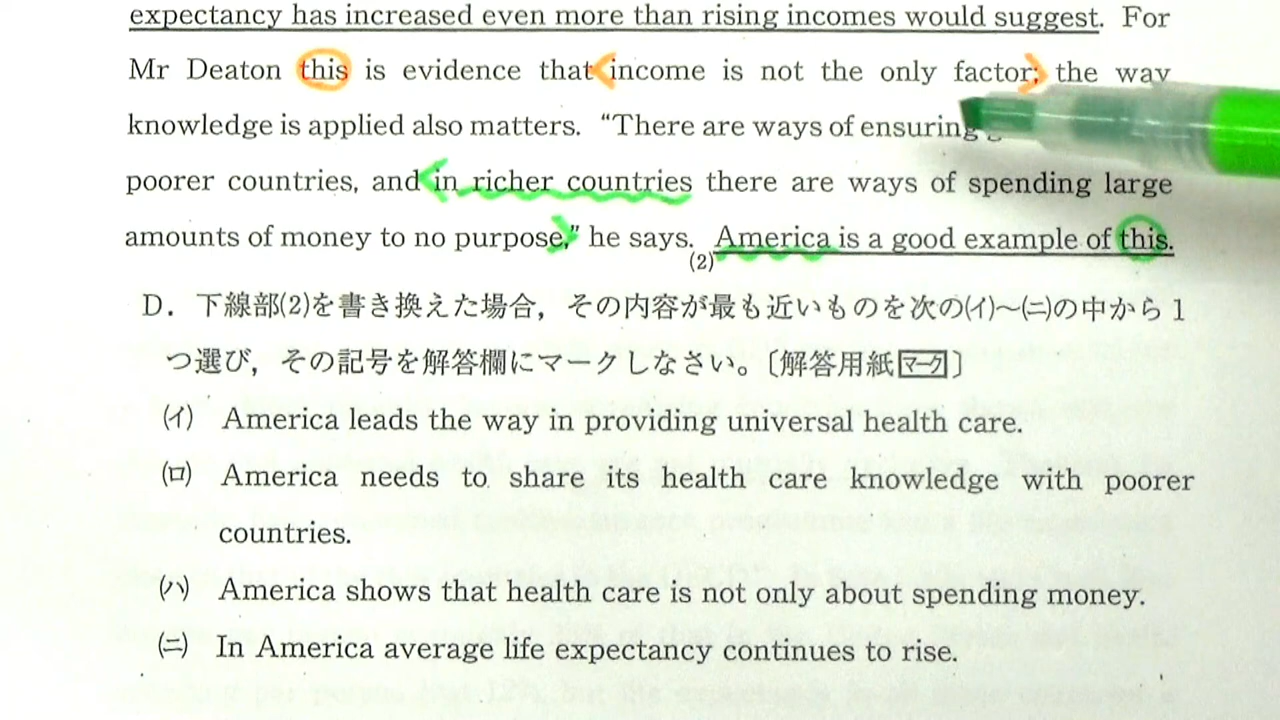 expectancy has increased even more than rising incomes would suggest. For
Mr Deaton this is evidence that income is not the only factor; the way
knowledge is applied also matters. “There are ways of ensuring
poorer countries, and in richer countries there are ways of spending large
amounts of money to no purpose,” he says. America is a good example of this.
(2)
D. 下線部(2)を書き換えた場合，その内容が最も近いものを次の(イ)～(ニ)の中から1
つ選び，その記号を解答欄にマークしなさい。〔解答用紙マーク〕
(イ) America leads the way in providing universal health care.
(ロ) America needs to share its health care knowledge with poorer
countries.
(ハ) America shows that health care is not only about spending money.
(ニ) In America average life expectancy continues to rise.